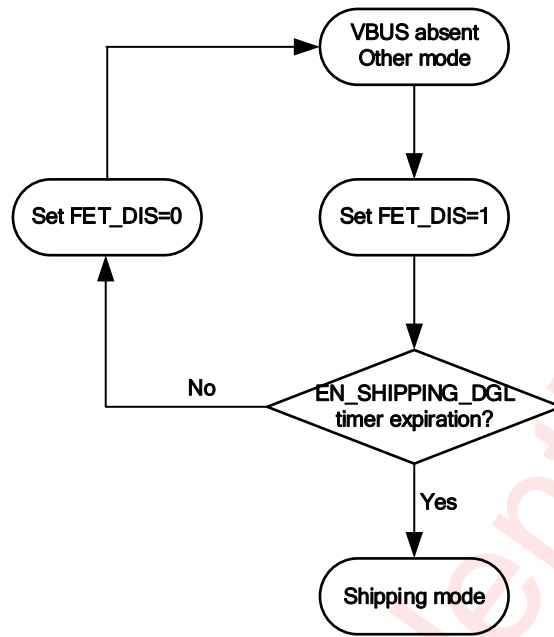 VBUS absent
Other mode
Set FET_DIS=0
Set FET_DIS=1
No
EN_SHIPPING_DGL
timer expiration?
Yes
Shipping mode